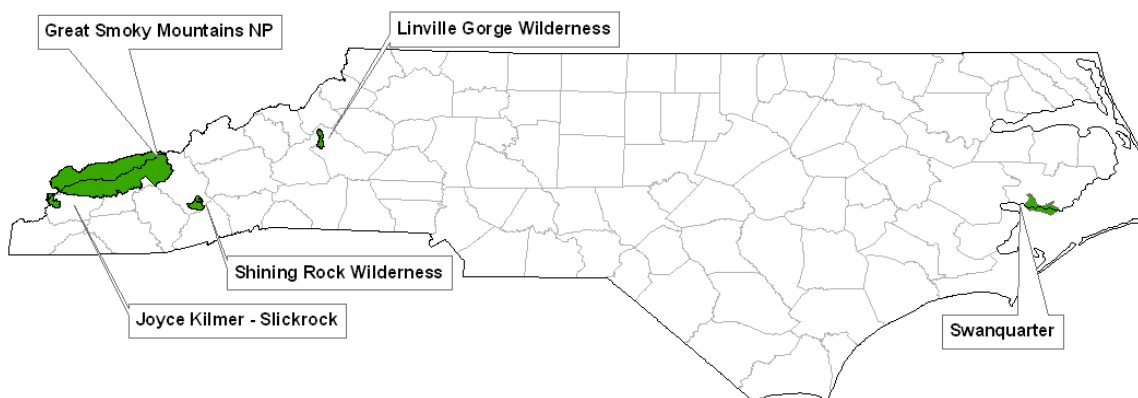 Great Smoky Mountains NP
Linville Gorge Wilderness
Shining Rock Wilderness
Joyce Kilmer - Slickrock
Swanquarter